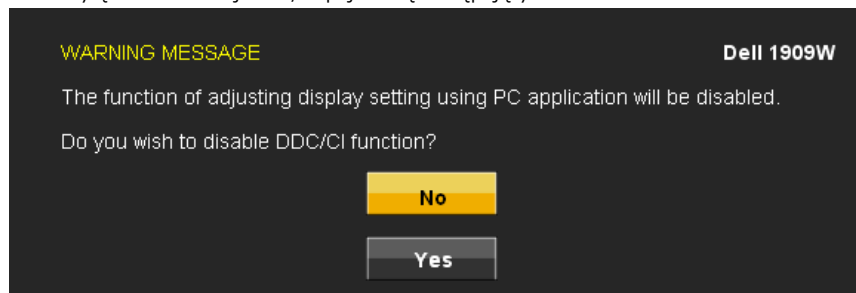 WARNING MESSAGE Dell 1909W
The function of adjusting display setting using PC application will be disabled.
Do you wish to disable DDC/CI function?
No
Yes